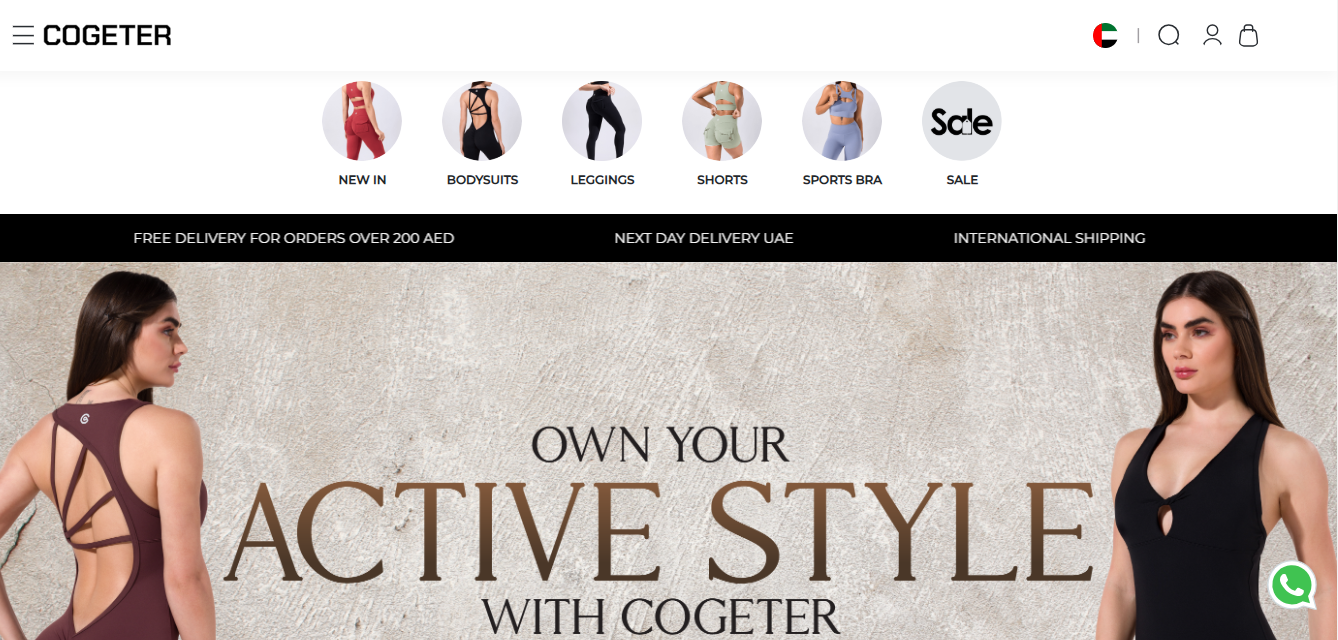 COGETER
Sale
NEW IN
BODYSUITS
LEGGINGS
SHORTS
SPORTS BRA
SALE
FREE DELIVERY FOR ORDERS OVER 200 AED
NEXT DAY DELIVERY UAE
INTERNATIONAL SHIPPING
OWN YOUR
ACTIVE STYLE
WITH COGETER